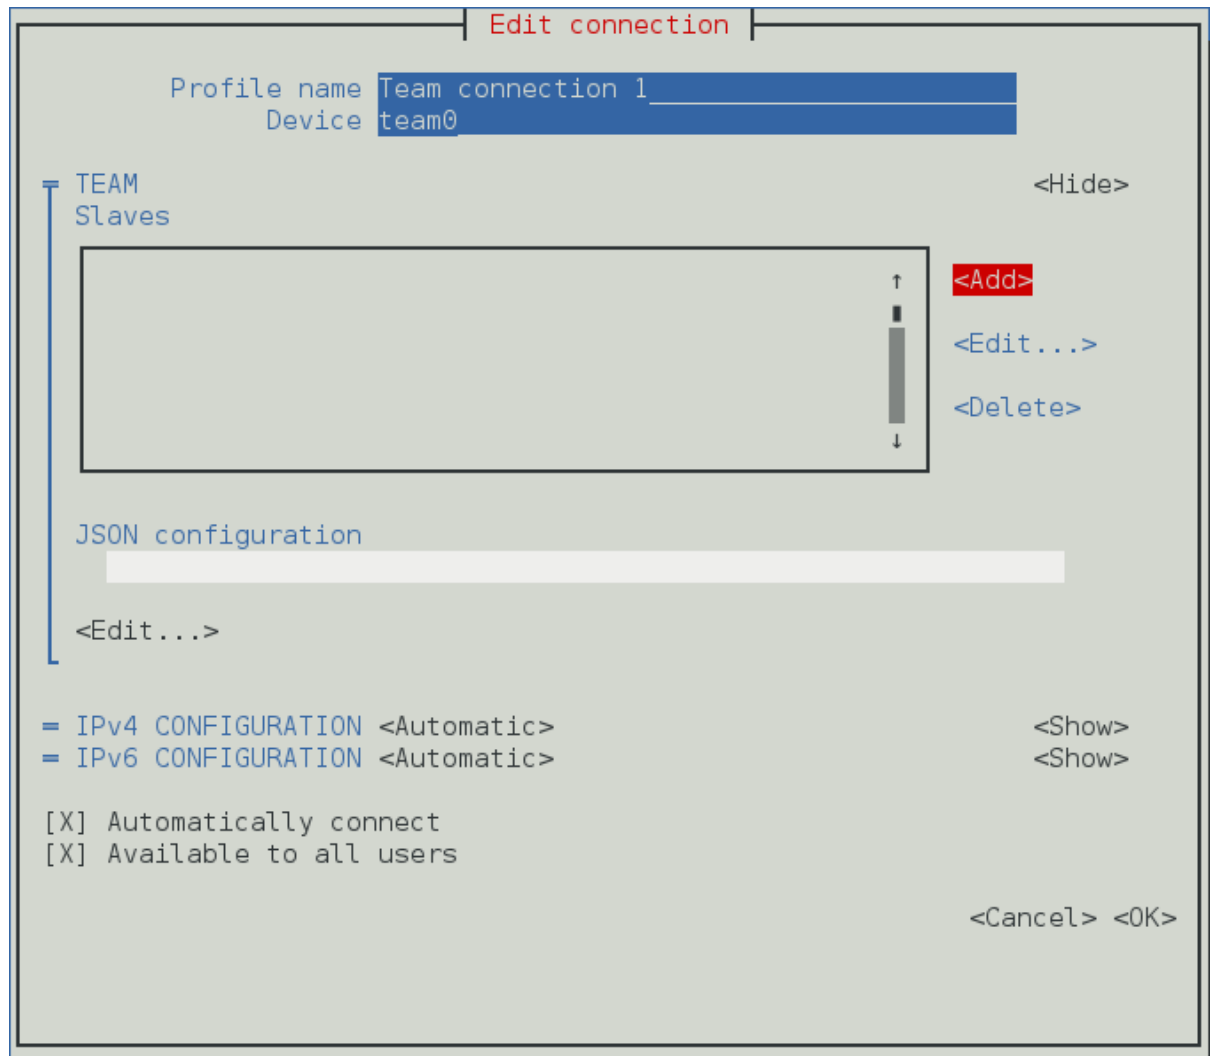 Edit connection
Profile name Team connection 1
Device team0
TEAM <Hide>
Slaves
<Add>
<Edit...>
<Delete>
JSON configuration
<Edit...>
IPv4 CONFIGURATION <Automatic> <Show>
IPv6 CONFIGURATION <Automatic> <Show>
[X] Automatically connect
[X] Available to all users
<Cancel> <OK>